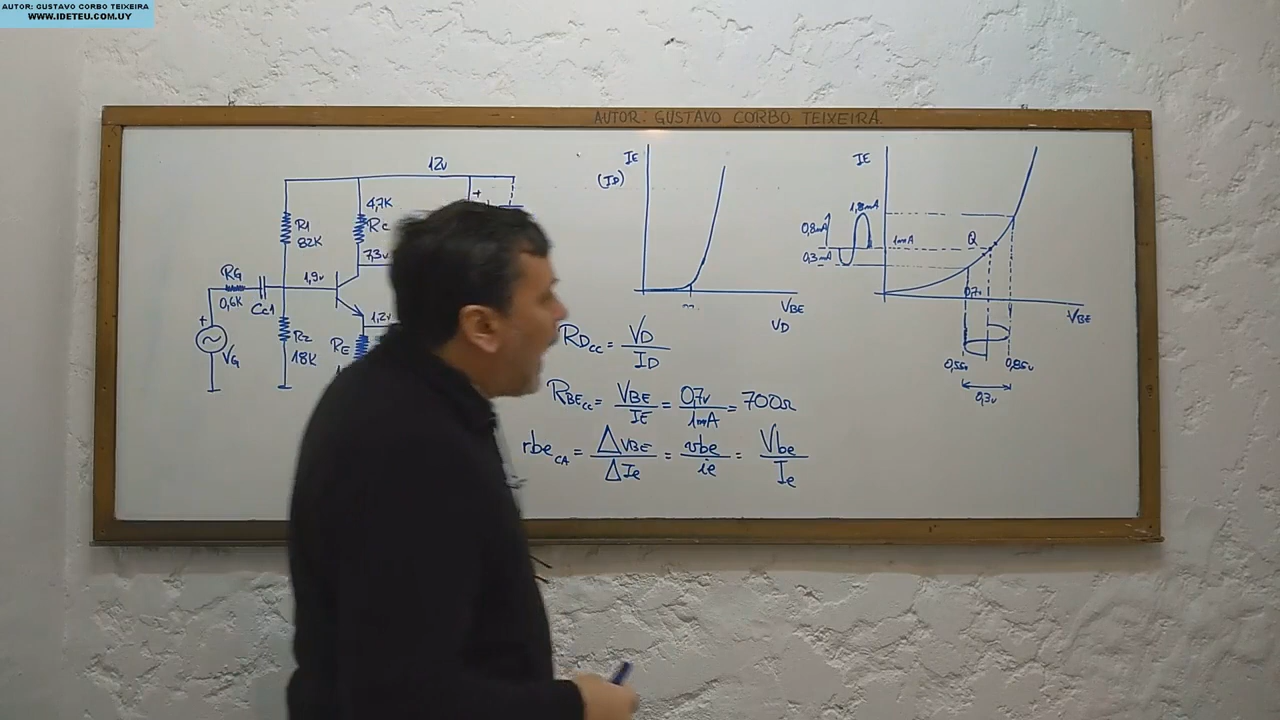 AUTOR: GUSTAVO CORBO TEIXEIRA
WWW.IDETEU.COM.UY
AUTOR: GUSTAVO CORBO TEIXEIRA
12v
+
R1
82K
4,7K
Rc
7,3v
1,9v
RG
0,6K
Cc1
+
VG
R2
18K
1,2v
RE
IE
(ID)
VBE
VD
RDcc = VD / ID
RBEcc = VBE / IE = 0,7v / 1mA = 700Ω
rbeCA = ΔVBE / ΔIe = vbe / ie = Vbe / Ie
IE
1,8mA
0,8mA
1mA
0,3mA
Q
0,7v
VBE
0,55v
0,85v
0,3v